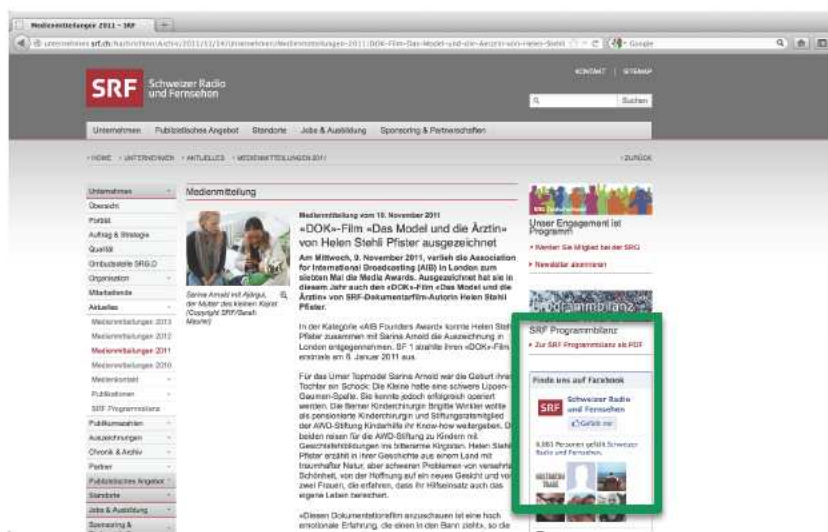 Medienmitteilungen 2011 – SRF
Google
KONTAKT | SITEMAP
SRF Schweizer Radio
und Fernsehen
Suchen
Unternehmen Publizistisches Angebot Standorte Jobs & Ausbildung Sponsoring & Partnerschaften
HOME UNTERNEHMEN AKTUELLES MEDIENMITTEILUNGEN 2011 ZURÜCK
Unternehmen
Übersicht
Porträt
Auftrag & Strategie
Qualität
Ombudsstelle SRG.D
Organisation
Mitarbeitende
Aktuelles
Medienmitteilungen 2013
Medienmitteilungen 2012
Medienmitteilungen 2011
Medienmitteilungen 2010
Medienkontakt
Publikationen
SRF Programmbilanz
Publikumszahlen
Auszeichnungen
Chronik & Archiv
Partner
Publizistisches Angebot
Standorte
Jobs & Ausbildung
Sponsoring &
Medienmitteilung
Sarina Arnold mit
der Mutter des kleinen
(Copyright SRF/Sarah
Medienmitteilung vom 10. November 2011
«DOK»-Film «Das Model und die Ärztin»
von Helen Stehli Pfister ausgezeichnet
Am Mittwoch, 9. November 2011, verlieh die Association
for International Broadcasting (AIB) in London zum
siebten Mal die Media Awards. Ausgezeichnet hat sie in
diesem Jahr auch den «DOK»-Film «Das Model und die
Ärztin» von SRF-Dokumentarfilm-Autorin Helen Stehli
Pfister.
In der Kategorie «AIB Founders Award» konnte Helen Stehli
Pfister zusammen mit Sarina Arnold die Auszeichnung in
London entgegennehmen. SF 1 strahlte ihren «DOK»-Film
erstmals am 6. Januar 2011 aus.
Für das Urner Topmodel Sarina Arnold war die Geburt ihrer
Tochter ein Schock: Die Kleine hatte eine schwere Lippen-
Gaumen-Spalte. Sie konnte jedoch erfolgreich operiert
werden. Die Berner Kinderchirurgin Brigitte Winkler wollte
als pensionierte Kinderchirurgin und Stiftungsratsmitglied
der AWD-Stiftung Kinderhilfe ihr Know-how weitergeben. Die
beiden reisen für die AWD-Stiftung zu Kindern mit
Gesichtsfehlbildungen ins bitterarme Kirgistan. Helen Stehli
Pfister erzählt in ihrer Geschichte aus einem Land mit
traumhafter Natur, aber schweren Problemen von versehrter
Schönheit, von der Hoffnung auf ein neues Gesicht und von
zwei Frauen, die erfahren, dass ihr Hilfseinsatz auch das
eigene Leben bereichert.
«Diesen Dokumentationsfilm anzuschauen ist eine hoch
emotionale Erfahrung, die einen in den Bann zieht», so die
Unser Engagement ist
Programm
Werden Sie Mitglied bei der SRG
Newsletter abonnieren
Programmbilanz
SRF Programmbilanz
Zur SRF Programmbilanz als PDF
Finde uns auf Facebook
SRF Schweizer Radio
und Fernsehen
Gefällt mir
Personen gefällt Schweizer
Radio und Fernsehen.